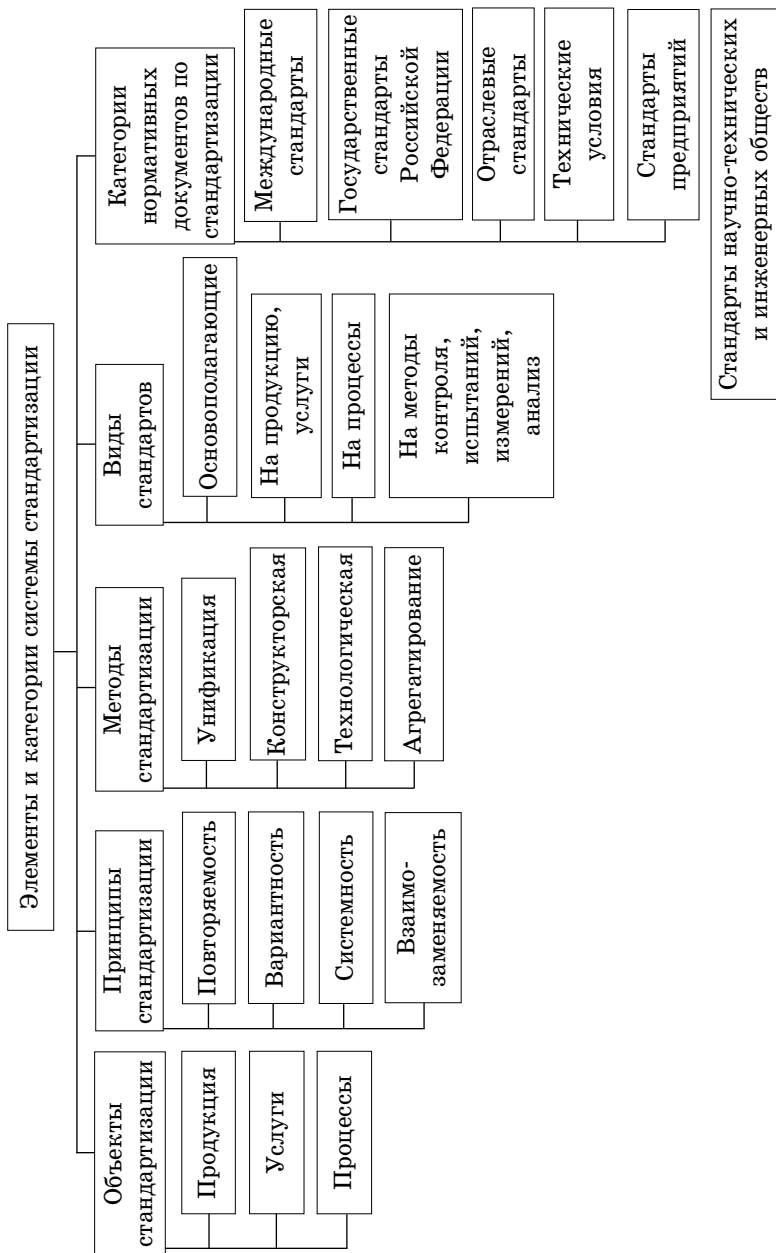 Элементы и категории системы стандартизации
Объекты
стандартизации
Продукция
Услуги
Процессы
Принципы
стандартизации
Повторяемость
Вариантность
Системность
Взаимо-
заменяемость
Методы
стандартизации
Унификация
Конструкторская
Технологическая
Агрегатирование
Виды
стандартов
Основополагающие
На продукцию,
услуги
На процессы
На методы
контроля,
испытаний,
измерений,
анализ
Категории
нормативных
документов по
стандартизации
Международные
стандарты
Государственные
стандарты
Российской
Федерации
Отраслевые
стандарты
Технические
условия
Стандарты
предприятий
Стандарты научно-технических
и инженерных обществ